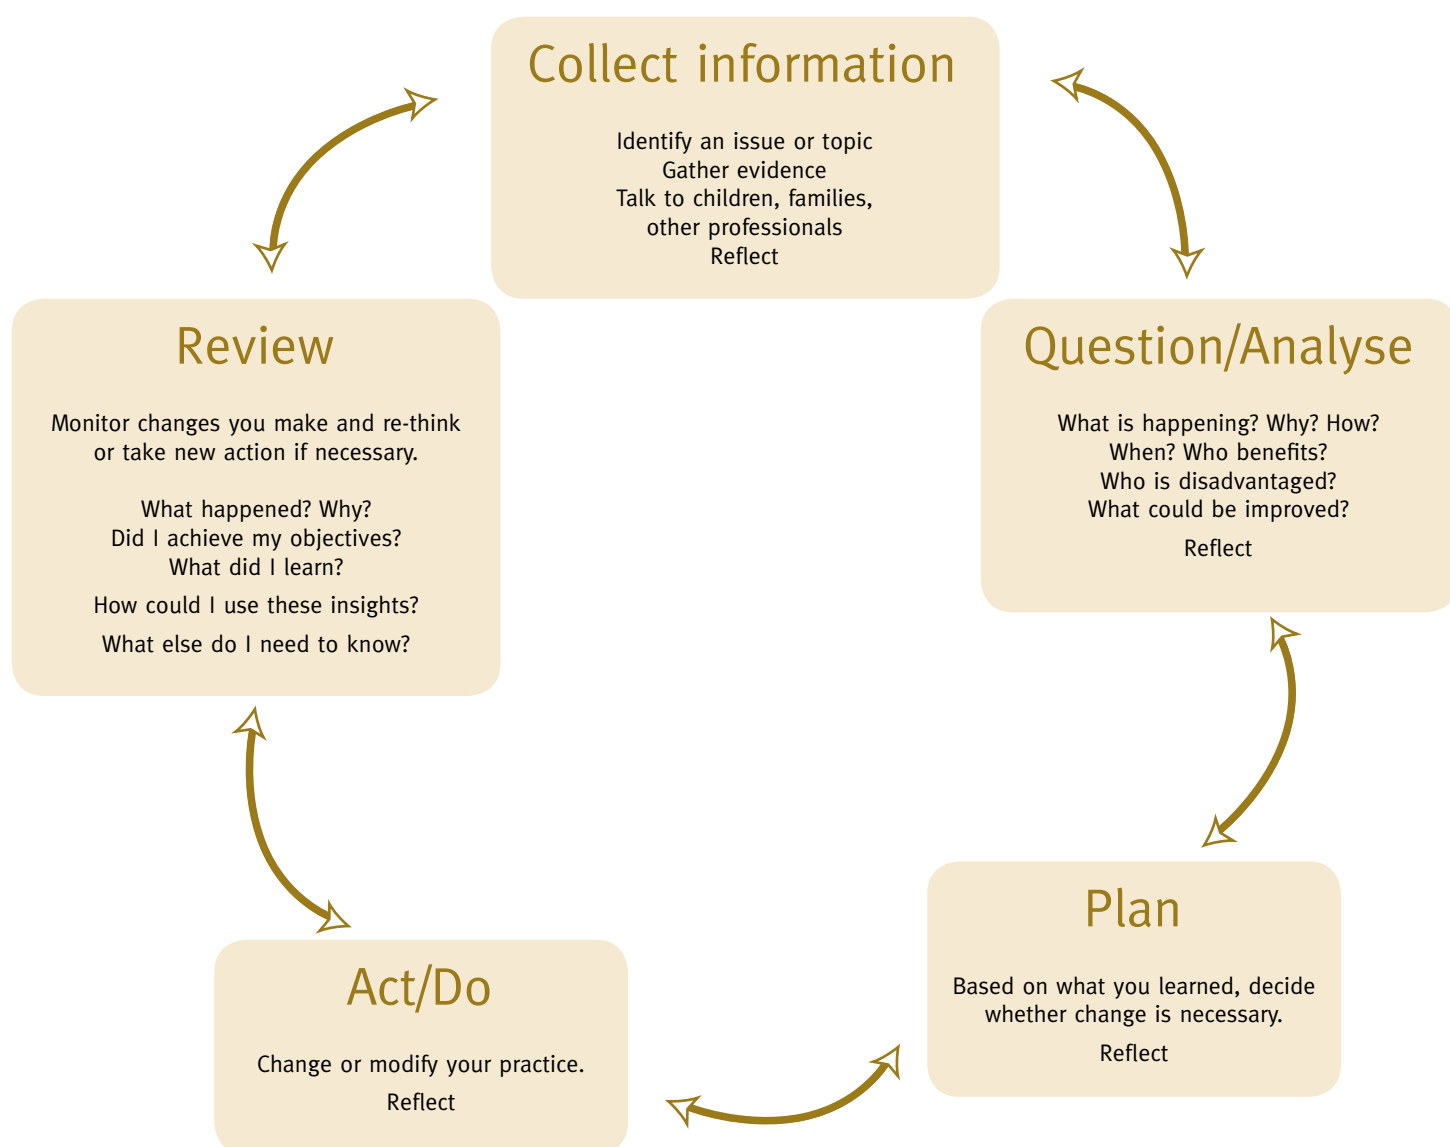 Collect information
Identify an issue or topic
Gather evidence
Talk to children, families,
other professionals
Reflect
Question/Analyse
What is happening? Why? How?
When? Who benefits?
Who is disadvantaged?
What could be improved?
Reflect
Plan
Based on what you learned, decide
whether change is necessary.
Reflect
Act/Do
Change or modify your practice.
Reflect
Review
Monitor changes you make and re-think
or take new action if necessary.
What happened? Why?
Did I achieve my objectives?
What did I learn?
How could I use these insights?
What else do I need to know?